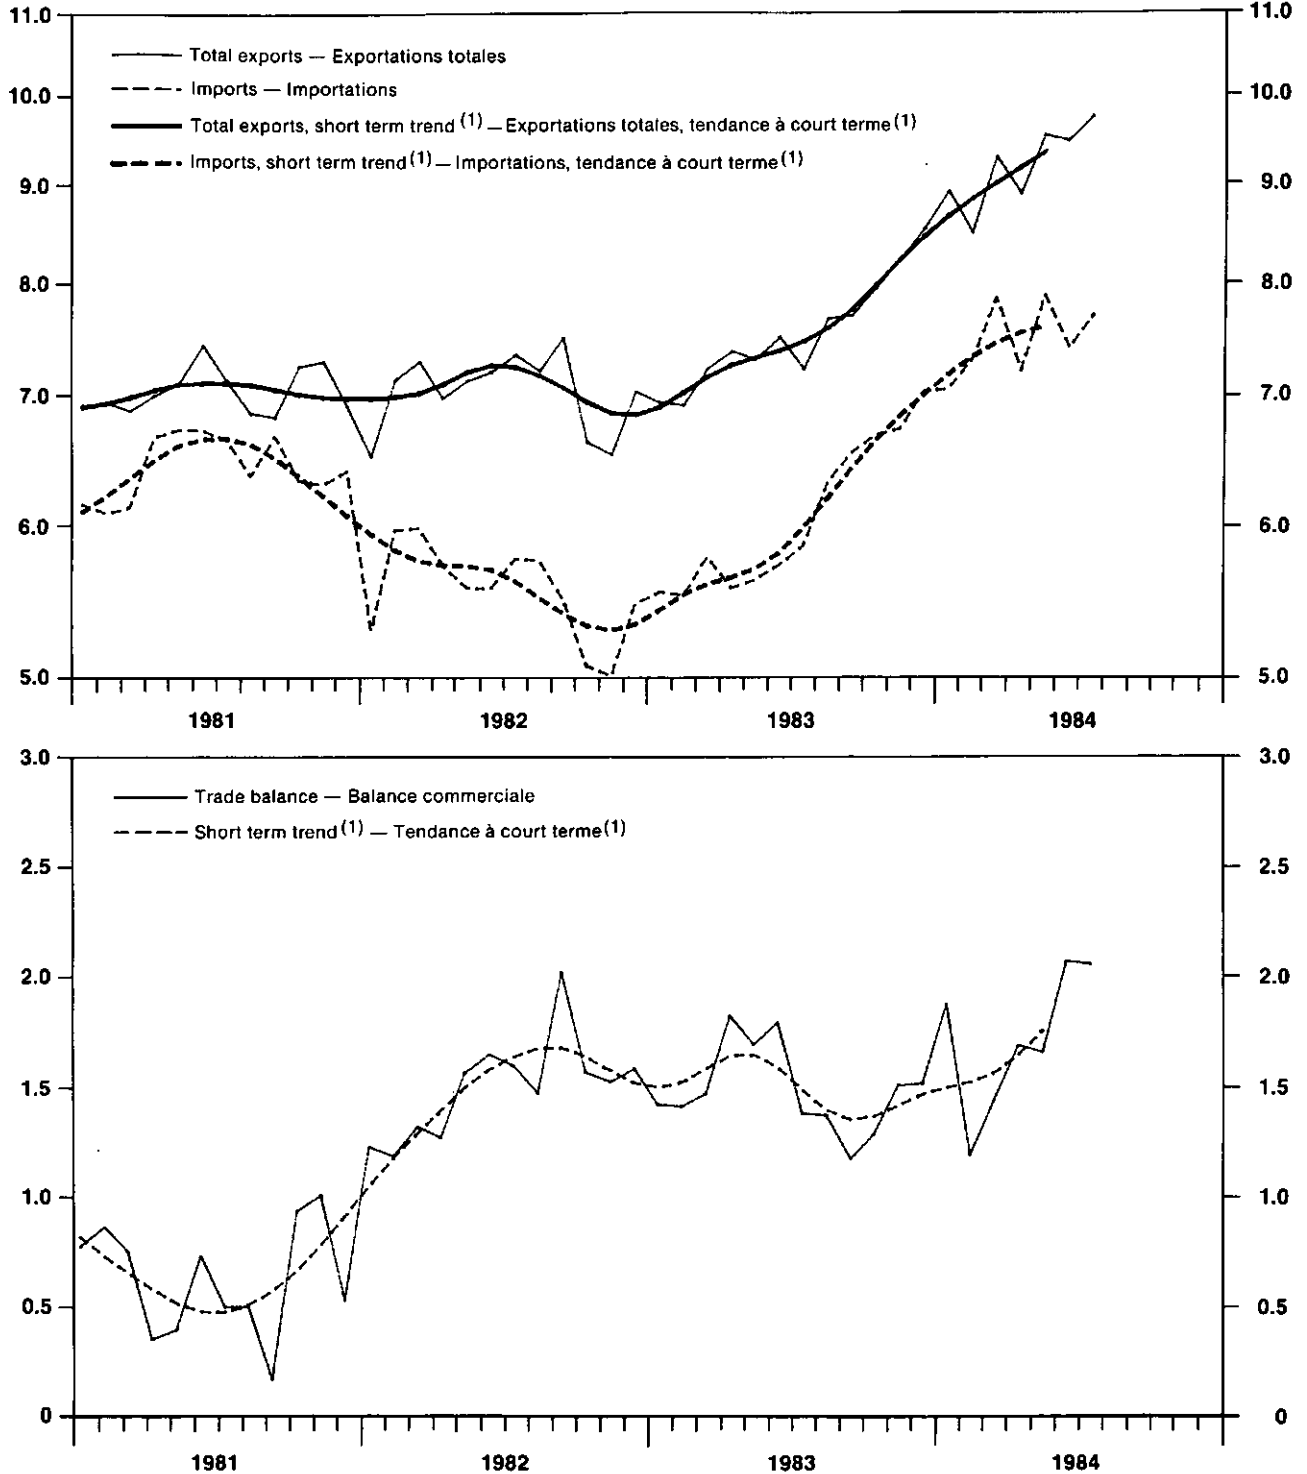 11.0 11.0
Total exports — Exportations totales
Imports — Importations
10.0 10.0
Total exports, short term trend (1) — Exportations totales, tendance à court terme (1)
Imports, short term trend (1) — Importations, tendance à court terme (1)
9.0 9.0
8.0 8.0
7.0 7.0
6.0 6.0
5.0 5.0
1981 1982 1983 1984
3.0 3.0
Trade balance — Balance commerciale
Short term trend (1) — Tendance à court terme (1)
2.5 2.5
2.0 2.0
1.5 1.5
1.0 1.0
0.5 0.5
0 0
1981 1982 1983 1984